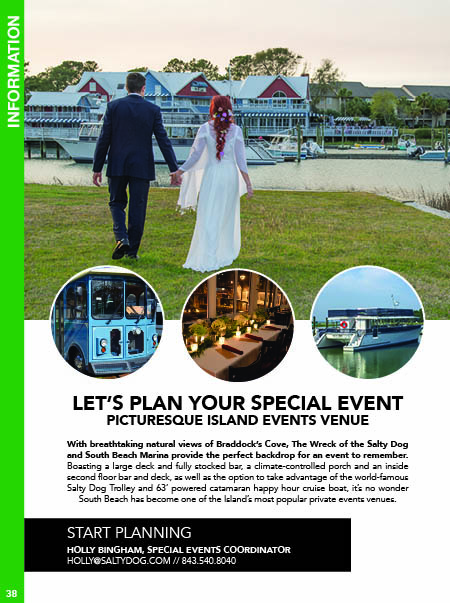 INFORMATION
LET'S PLAN YOUR SPECIAL EVENT
PICTURESQUE ISLAND EVENTS VENUE
With breathtaking natural views of Braddock's Cove, The Wreck of the Salty Dog
and South Beach Marina provide the perfect backdrop for an event to remember.
Boasting a large deck and fully stocked bar, a climate-controlled porch and an inside
second floor bar and deck, as well as the option to take advantage of the world-famous
Salty Dog Trolley and 63' powered catamaran happy hour cruise boat, it's no wonder
South Beach has become one of the Island's most popular private events venues.
START PLANNING
HOLLY BINGHAM, SPECIAL EVENTS COORDINATOR
HOLLY@SALTYDOG.COM // 843.540.8040
38